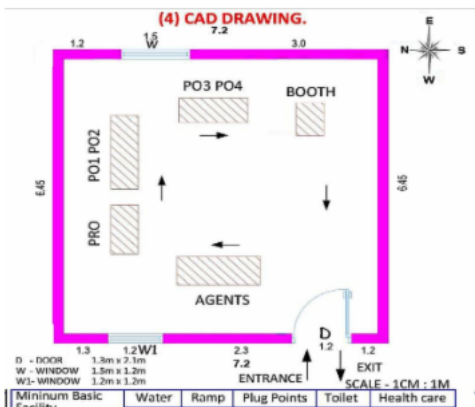 (4) CAD DRAWING.
7.2
1.2 1.5 3.0
W
E
N S
W
PO3 PO4 BOOTH
PO1 PO2
6.45 6.45
PRO
AGENTS
D
1.3 1.2 W1 2.3 1.2 1.2
7.2
D - DOOR 1.3m x 2.1m
W - WINDOW 1.5m x 1.2m
W1- WINDOW 1.2m x 1.2m
ENTRANCE EXIT
SCALE - 1CM : 1M
Mininum Basic Water Ramp Plug Points Toilet Health care
Facility